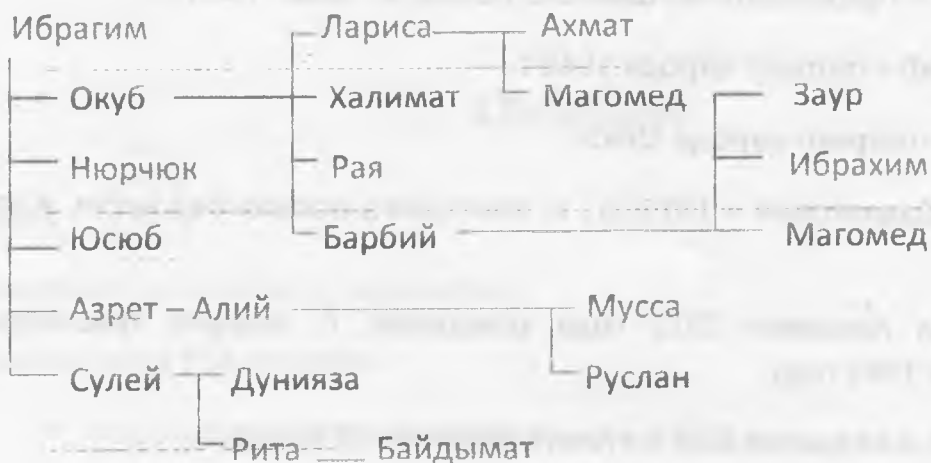 Ибрагим Лариса Ахмат
Окуб Халимат Магомед Заур
Нюрчюк Рая Ибрахим
Юсюб Барбий Магомед
Азрет – Алий Мусса
Сулей Дунияза Руслан
Рита Байдымат